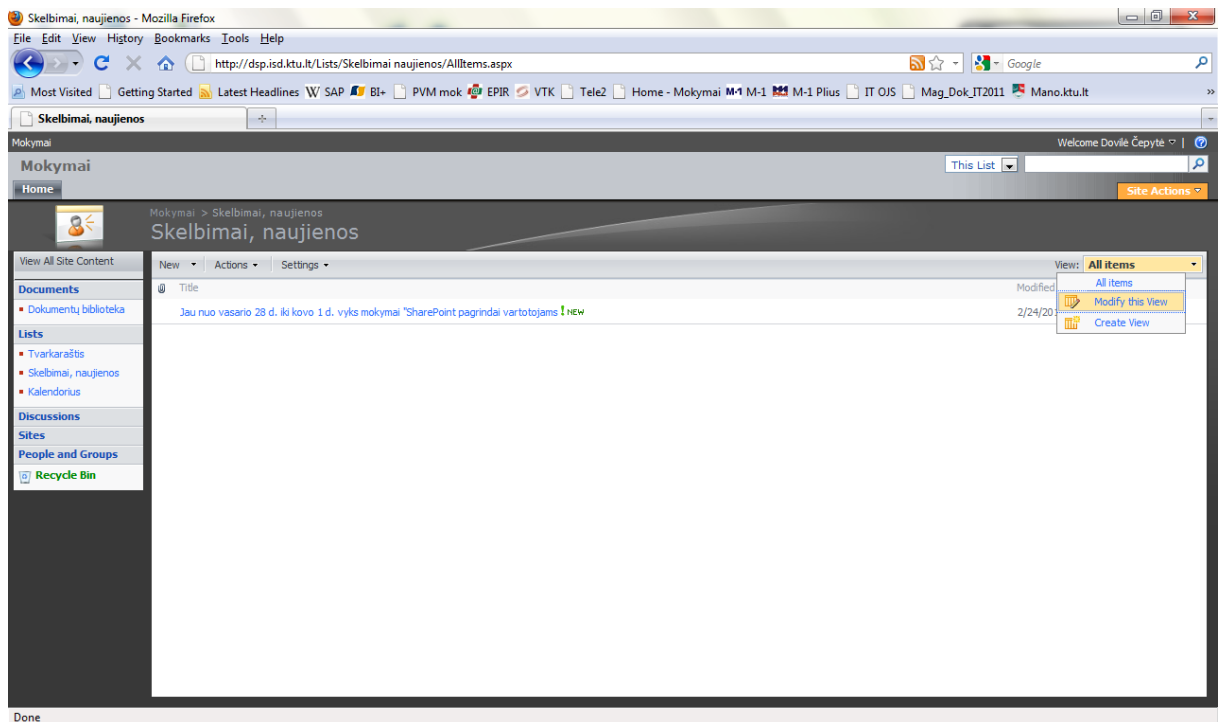 Skelbimai, naujienos - Mozilla Firefox
File Edit View History Bookmarks Tools Help
http://dsp.isd.ktu.lt/Lists/Skelbimai naujienos/AllItems.aspx Google
Most Visited Getting Started Latest Headlines W SAP BI+ PVM mok EPIR VTK Tele2 Home - Mokymai M-1 M-1 M-1 Plius IT OJS Mag_Dok_IT2011 Mano.ktu.lt »
Skelbimai, naujienos
Mokymai Welcome Dovilė Čepytė
Mokymai This List
Home Site Actions
Mokymai > Skelbimai, naujienos
Skelbimai, naujienos
View All Site Content New Actions Settings View: All items
Documents Title Modified All items
Dokumentų biblioteka Jau nuo vasario 28 d. iki kovo 1 d. vyks mokymai "SharePoint pagrindai vartotojams ! NEW 2/24/20 Modify this View
Create View
Lists
Tvarkaraštis
Skelbimai, naujienos
Kalendorius
Discussions
Sites
People and Groups
Recycle Bin
Done